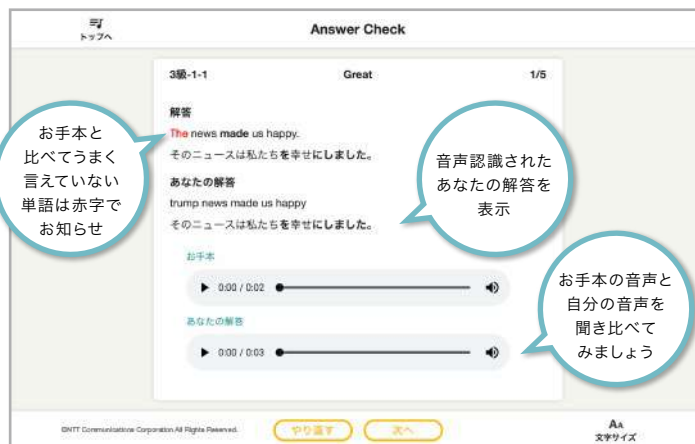 トップへ
Answer Check
3級-1-1 Great 1/5
解答
The news made us happy.
そのニュースは私たちを幸せにしました。
あなたの解答
trump news made us happy
そのニュースは私たちを幸せにしました。
お手本
0:00 / 0:02
あなたの解答
0:00 / 0:03
お手本と
比べてうまく
言えていない
単語は赤字で
お知らせ
音声認識された
あなたの解答を
表示
お手本の音声と
自分の音声を
聞き比べて
みましょう
©NTT Communications Corporation All Rights Reserved.
やり直す
次へ
AA
文字サイズ